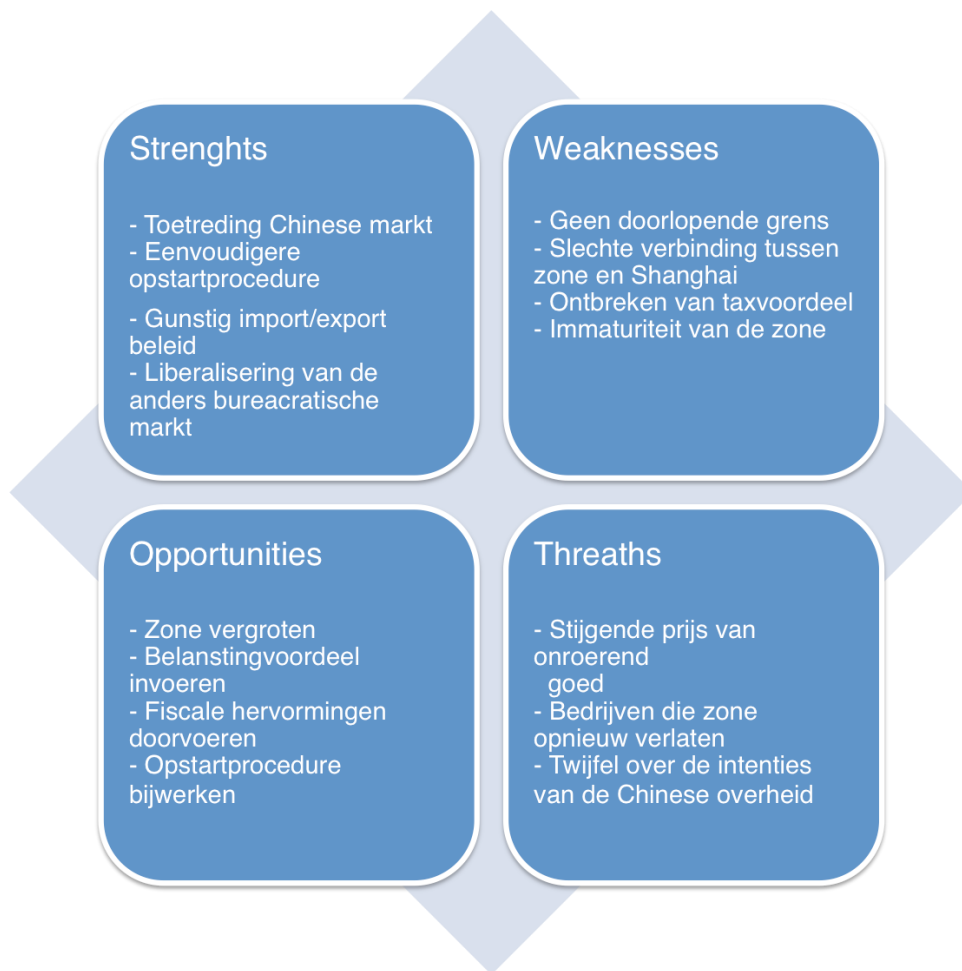 Strenghts
- Toetreding Chinese markt
- Eenvoudigere
opstartprocedure
- Gunstig import/export
beleid
- Liberalisering van de
anders bureacratische
markt
Weaknesses
- Geen doorlopende grens
- Slechte verbinding tussen
zone en Shanghai
- Ontbreken van taxvoordeel
- Immaturiteit van de zone
Opportunities
- Zone vergroten
- Belanstingvoordeel
invoeren
- Fiscale hervormingen
doorvoeren
- Opstartprocedure
bijwerken
Threaths
- Stijgende prijs van
onroerend
goed
- Bedrijven die zone
opnieuw verlaten
- Twijfel over de intenties
van de Chinese overheid